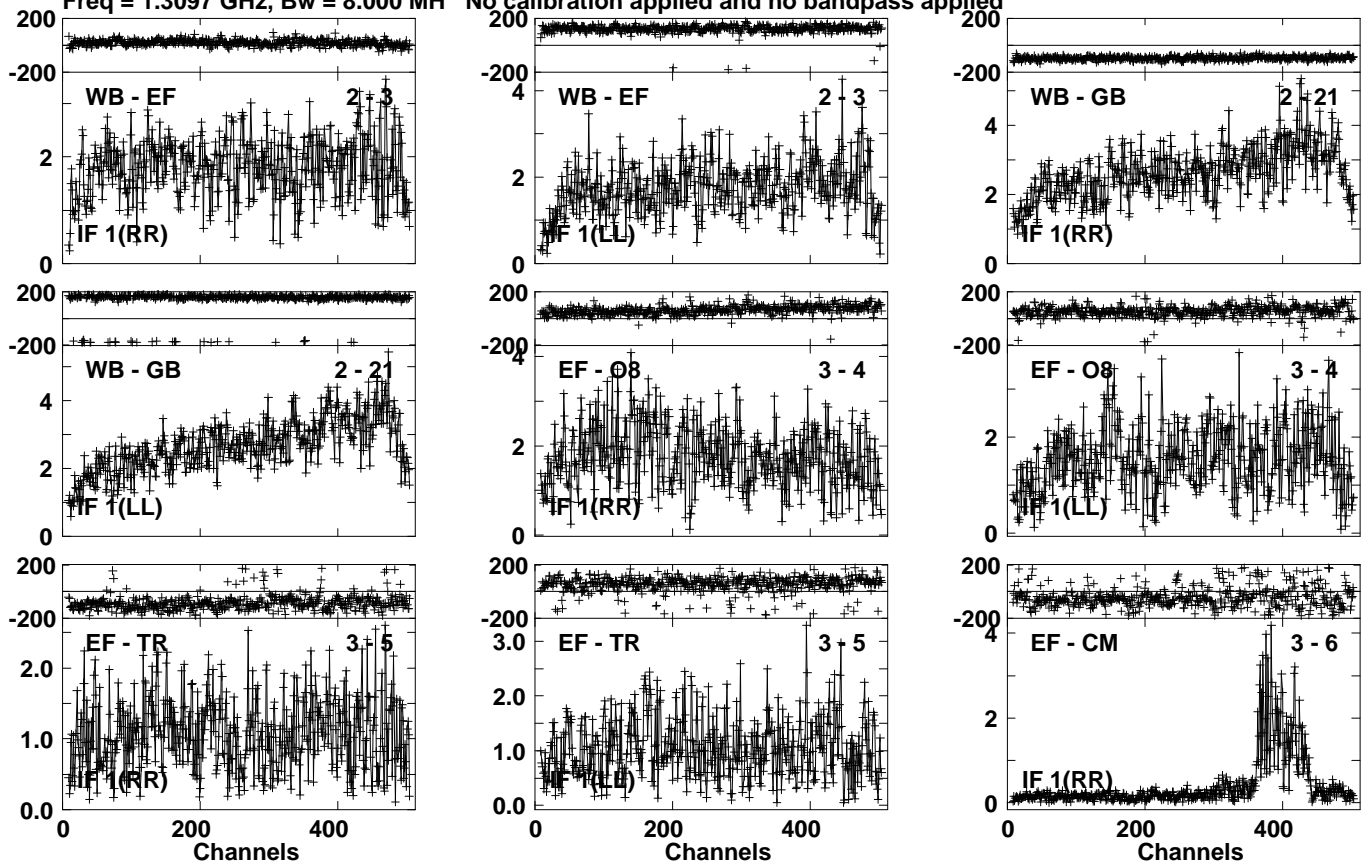 Freq = 1.3097 GHz, Bw = 8.000 MH No calibration applied and no bandpass applied
200
-200
WB - EF 2 - 3
2
IF 1(RR)
0
-200
4
WB - EF 2 - 3
2
IF 1(LL)
0
200
-200
WB - GB 2 - 21
4
2
IF 1(RR)
0
200
-200
WB - GB 2 - 21
4
2
IF 1(LL)
0
200
-200
4
EF - O8 3 - 4
2
IF 1(RR)
0
200
-200
EF - O8 3 - 4
2
IF 1(LL)
0
200
-200
EF - TR 3 - 5
2.0
1.0
IF 1(RR)
0.0
0 200 400
Channels
200
-200
3.0
EF - TR 3 - 5
2.0
1.0
IF 1(LL)
0.0
0 200 400
Channels
200
-200
4
EF - CM 3 - 6
2
IF 1(RR)
0
0 200 400
Channels